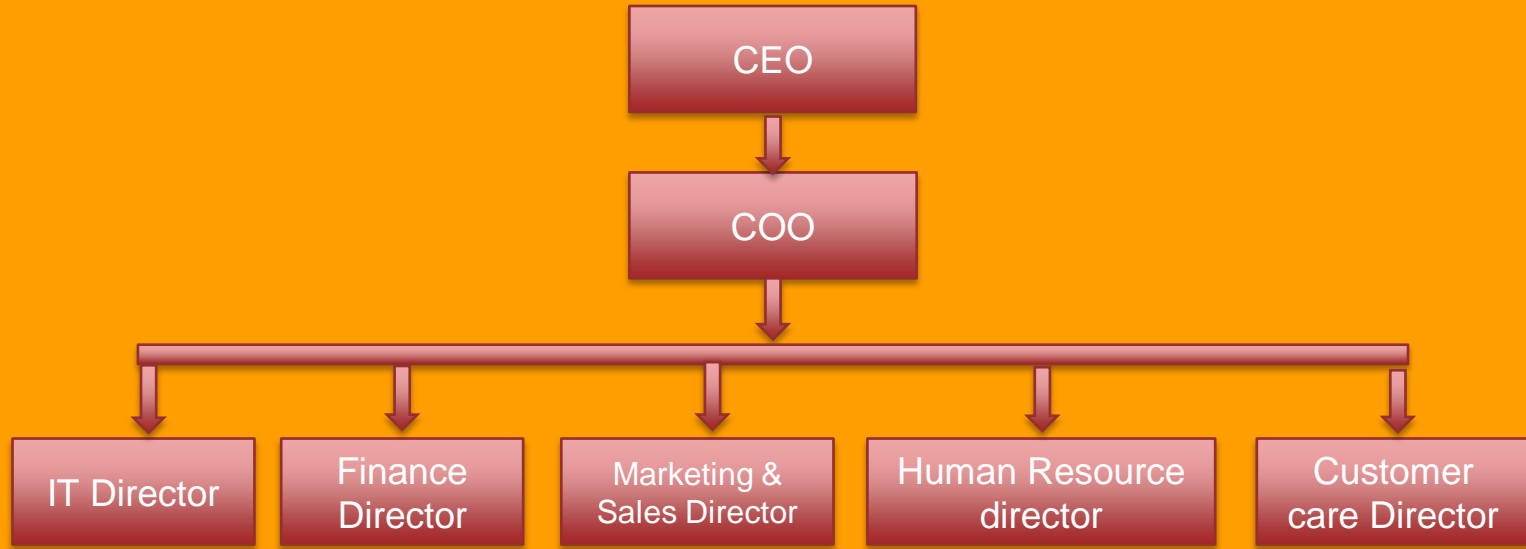 CEO
COO
IT Director
Finance
Director
Marketing &
Sales Director
Human Resource
director
Customer
care Director